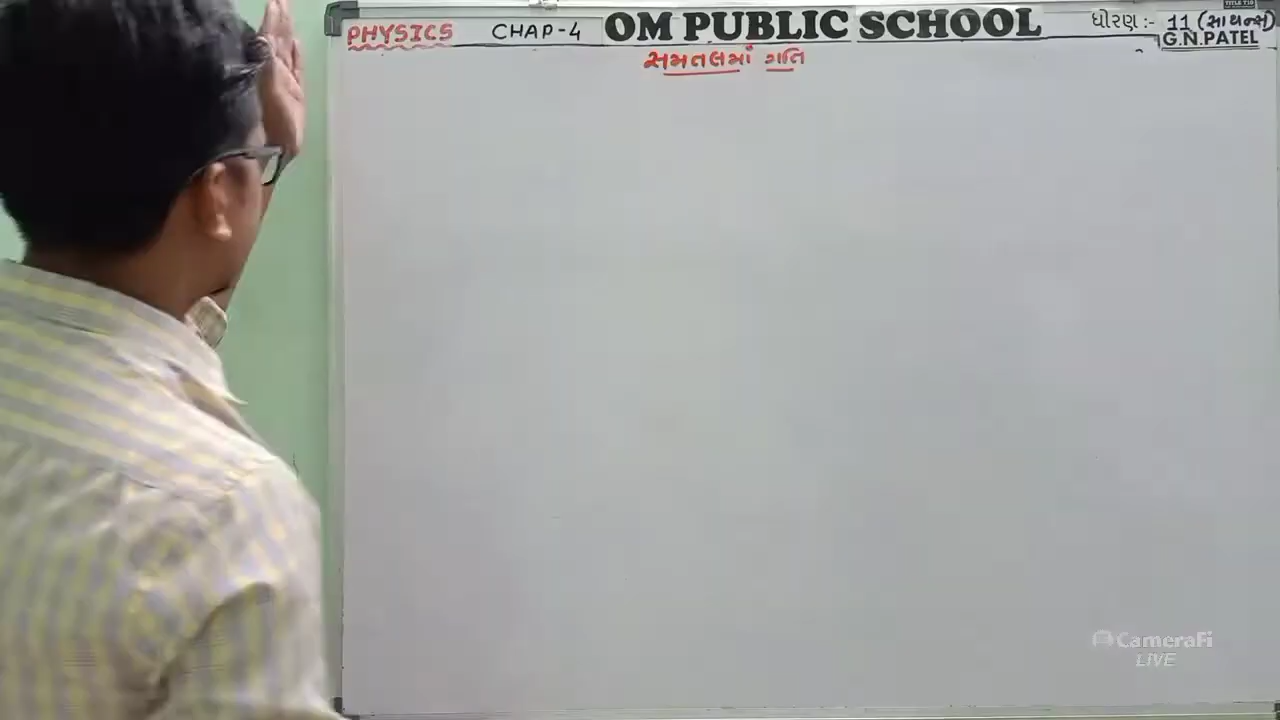 PHYSICS CHAP-4 OM PUBLIC SCHOOL ધોરણ :- 11 (સાયન્સ)
G.N.PATEL
સમતલમાં ગતિ
CameraFi
LIVE